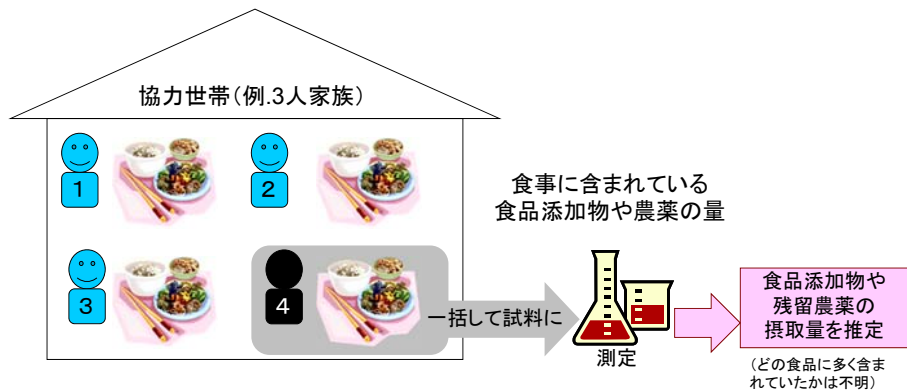 協力世帯(例.3人家族)
1
2
3
4
一括して試料に
食事に含まれている
食品添加物や農薬の量
測定
食品添加物や
残留農薬の
摂取量を推定
(どの食品に多く含ま
れていたかは不明)